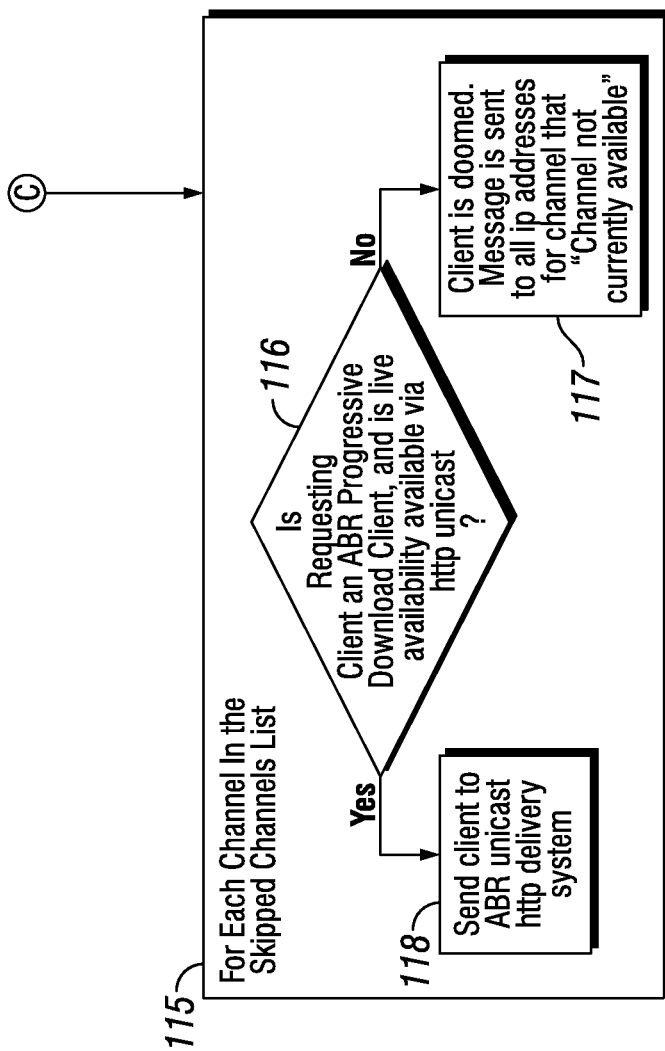 C
115
For Each Channel In the
Skipped Channels List
116
Is
Requesting
Client an ABR Progressive
Download Client, and is live
availability available via
http unicast
?
Yes
No
118
Send client to
ABR unicast
http delivery
system
Client is doomed.
Message is sent
to all ip addresses
for channel that
“Channel not
currently available”
117